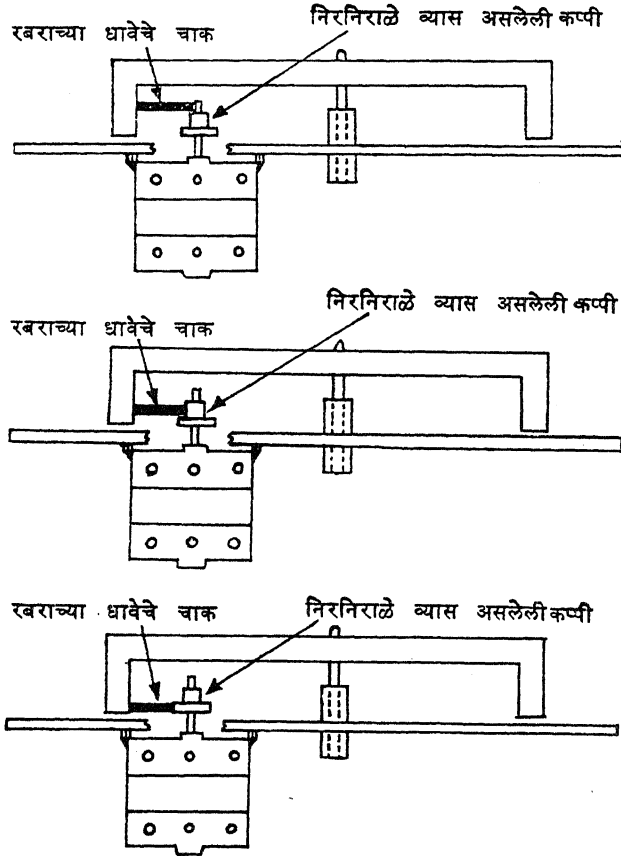 रबराच्या धावेचे चाक
निरनिराळे व्यास असलेली कप्पी
रबराच्या धावेचे चाक
निरनिराळे व्यास असलेली कप्पी
रबराच्या धावेचे चाक
निरनिराळे व्यास असलेली कप्पी